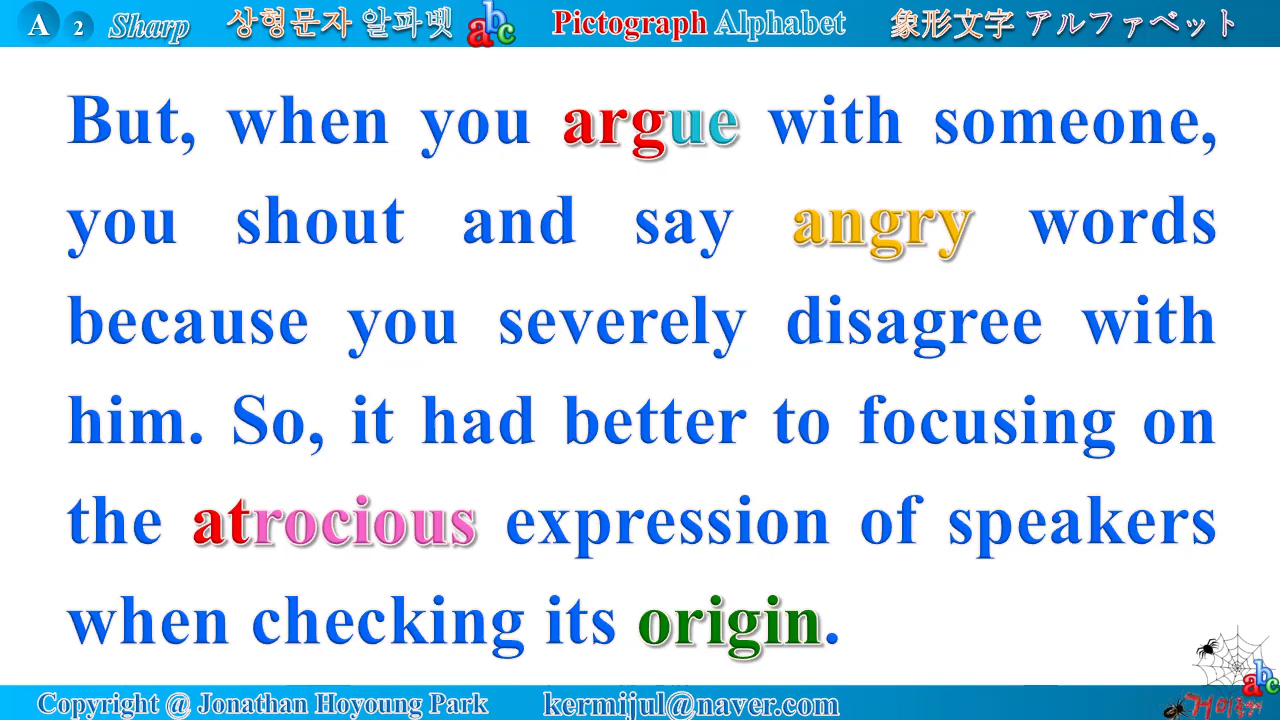 A 2 Sharp 상형문자 알파벳 abc Pictograph Alphabet 象形文字 アルファベット
But, when you argue with someone,
you shout and say angry words
because you severely disagree with
him. So, it had better to focusing on
the atrocious expression of speakers
when checking its origin.
abc
Copyright @ Jonathan Hoyoung Park kermijul@naver.com